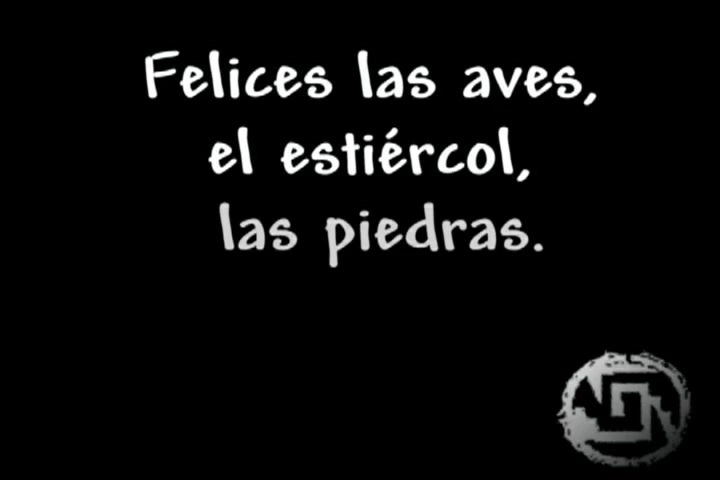 Felices las aves,
el estiércol,
las piedras.